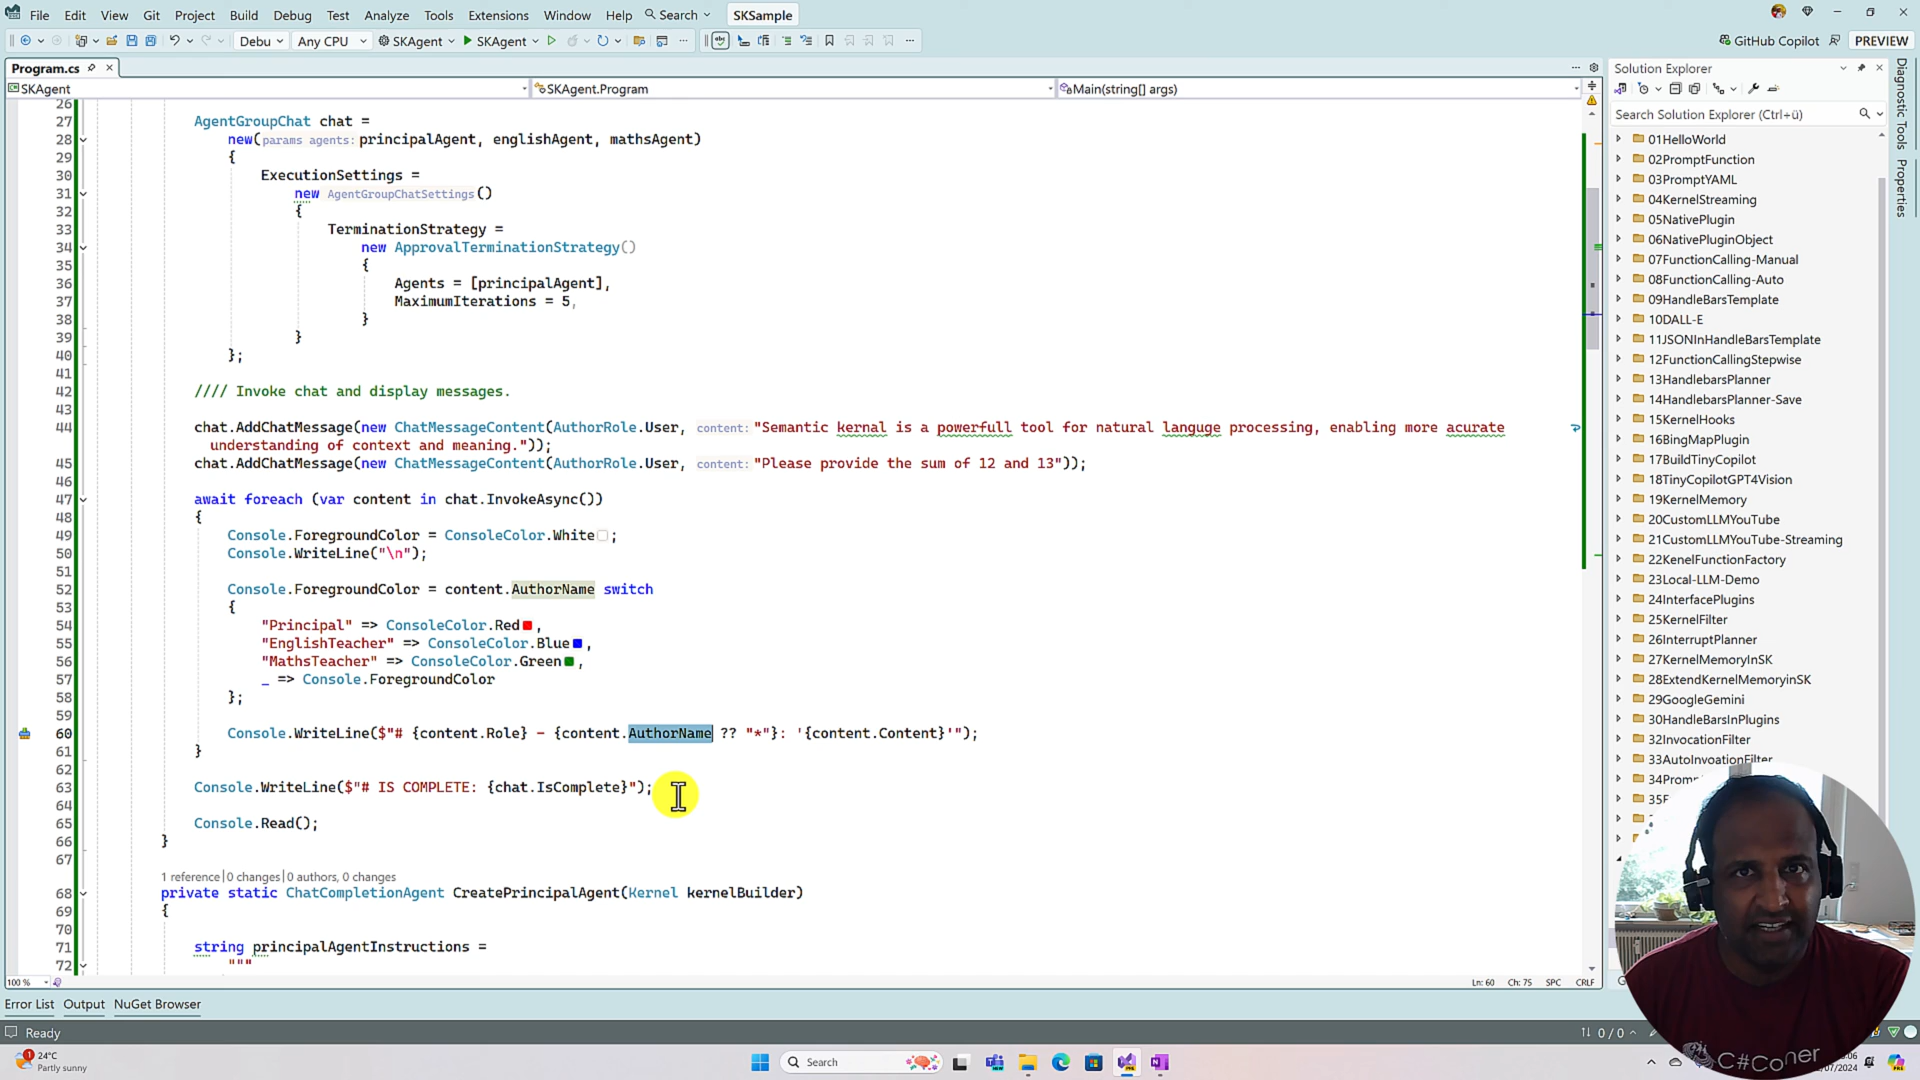 File Edit View Git Project Build Debug Test Analyze Tools Extensions Window Help Search SKSample
Debu Any CPU SKAgent SKAgent GitHub Copilot PREVIEW
Program.cs
SKAgent SKAgent.Program Main(string[] args)
26
27 AgentGroupChat chat =
28 new(params agents: principalAgent, englishAgent, mathsAgent)
29 {
30 ExecutionSettings =
31 new AgentGroupChatSettings ()
32 {
33 TerminationStrategy =
34 new ApprovalTerminationStrategy()
35 {
36 Agents = [principalAgent],
37 MaximumIterations = 5,
38 }
39 }
40 };
41
42 //// Invoke chat and display messages.
43
44 chat.AddChatMessage(new ChatMessageContent(AuthorRole.User, content: "Semantic kernal is a powerfull tool for natural languge processing, enabling more acurate
understanding of context and meaning."));
45 chat.AddChatMessage(new ChatMessageContent(AuthorRole.User, content: "Please provide the sum of 12 and 13"));
46
47 await foreach (var content in chat.InvokeAsync())
48 {
49 Console.ForegroundColor = ConsoleColor.White;
50 Console.WriteLine("\n");
51
52 Console.ForegroundColor = content.AuthorName switch
53 {
54 "Principal" => ConsoleColor.Red,
55 "EnglishTeacher" => ConsoleColor.Blue,
56 "MathsTeacher" => ConsoleColor.Green,
57 _ => Console.ForegroundColor
58 };
59
60 Console.WriteLine($"# {content.Role} - {content.AuthorName ?? "*"}: '{content.Content}'");
61 }
62
63 Console.WriteLine($"# IS COMPLETE: {chat.IsComplete}");
64
65 Console.Read();
66 }
67
1 reference | 0 changes | 0 authors, 0 changes
68 private static ChatCompletionAgent CreatePrincipalAgent(Kernel kernelBuilder)
69 {
70
71 string principalAgentInstructions =
72 """
100 % Ln: 60 Ch: 75 SPC CRLF
Error List Output NuGet Browser
Ready 0 / 0
Solution Explorer
Search Solution Explorer (Ctrl+ü)
01HelloWorld
02PromptFunction
03PromptYAML
04KernelStreaming
05NativePlugin
06NativePluginObject
07FunctionCalling-Manual
08FunctionCalling-Auto
09HandleBarsTemplate
10DALL-E
11JSONInHandleBarsTemplate
12FunctionCallingStepwise
13HandlebarsPlanner
14HandlebarsPlanner-Save
15KernelHooks
16BingMapPlugin
17BuildTinyCopilot
18TinyCopilotGPT4Vision
19KernelMemory
20CustomLLMYouTube
21CustomLLMYouTube-Streaming
22KenelFunctionFactory
23Local-LLM-Demo
24InterfacePlugins
25KernelFilter
26InterruptPlanner
27KernelMemoryInSK
28ExtendKernelMemoryinSK
29GoogleGemini
30HandleBarsInPlugins
32InvocationFilter
33AutoInvoationFilter
Diagnostic Tools
Properties
24°C
Partly sunny
Search
C#Coner